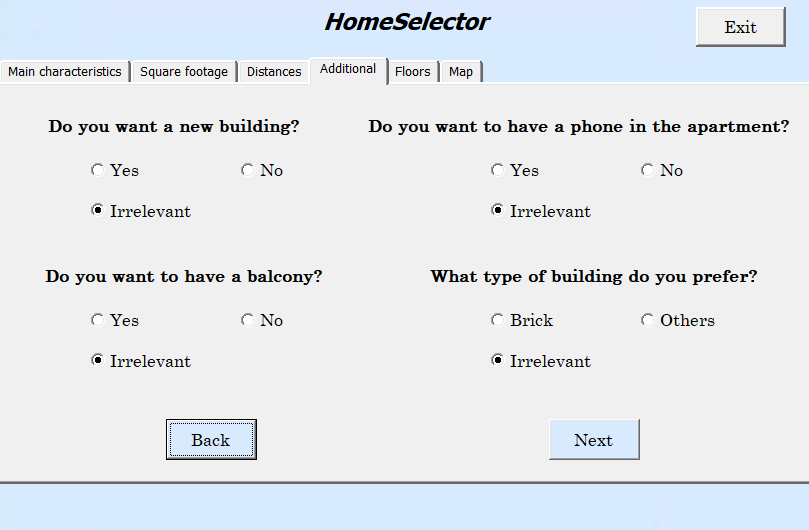 HomeSelector
Exit
Main characteristics Square footage Distances Additional Floors Map
Do you want a new building? Do you want to have a phone in the apartment?
Yes No Yes No
Irrelevant Irrelevant
Do you want to have a balcony? What type of building do you prefer?
Yes No Brick Others
Irrelevant Irrelevant
Back Next